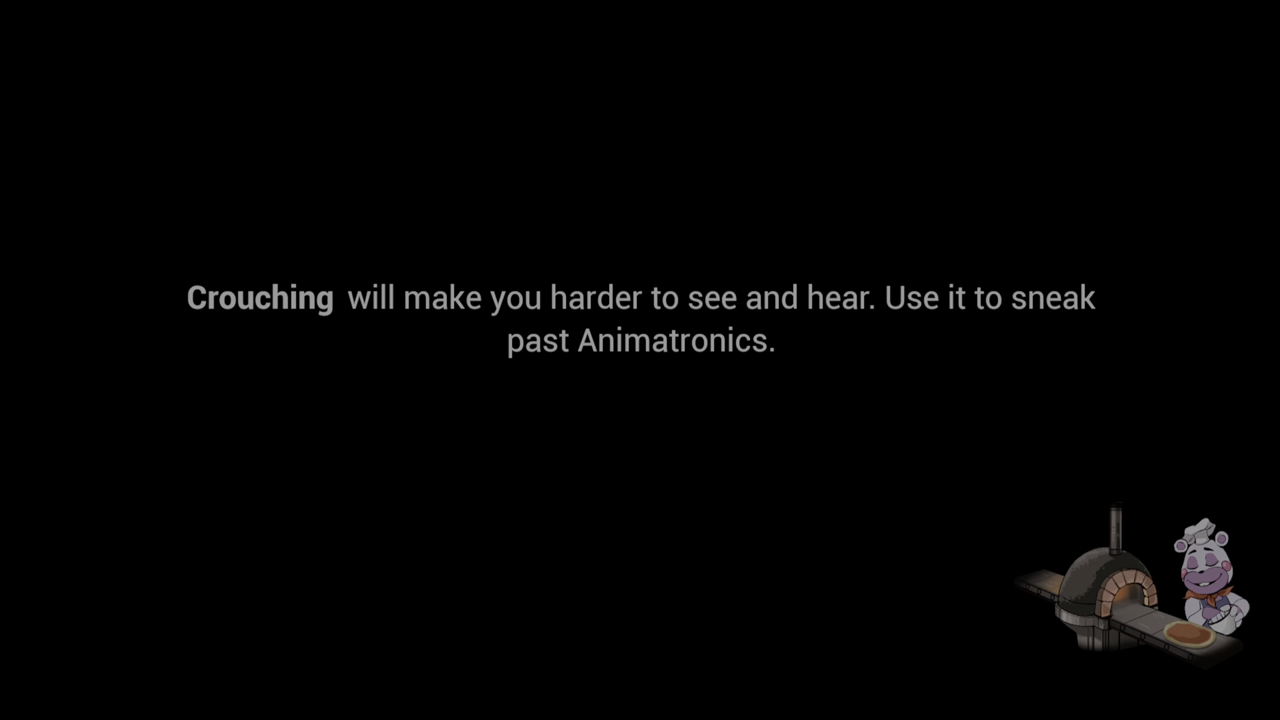 Crouching will make you harder to see and hear. Use it to sneak
past Animatronics.